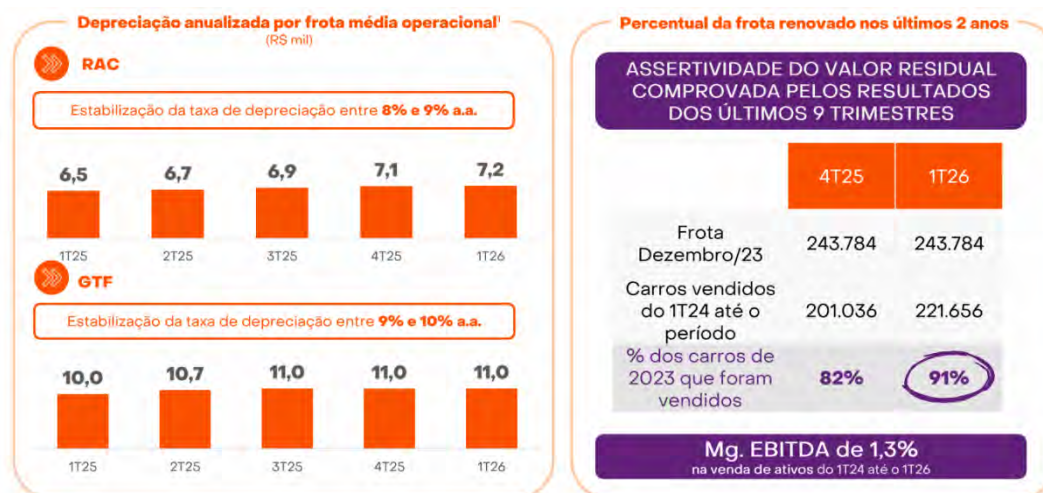 Depreciação anualizada por frota média operacional¹
(R$ mil)
RAC
Estabilização da taxa de depreciação entre 8% e 9% a.a.
6,5 6,7 6,9 7,1 7,2
1T25 2T25 3T25 4T25 1T26
GTF
Estabilização da taxa de depreciação entre 9% e 10% a.a.
10,0 10,7 11,0 11,0 11,0
1T25 2T25 3T25 4T25 1T26
Percentual da frota renovado nos últimos 2 anos
ASSERTIVIDADE DO VALOR RESIDUAL
COMPROVADA PELOS RESULTADOS
DOS ÚLTIMOS 9 TRIMESTRES
4T25 1T26
Frota
Dezembro/23
243.784 243.784
Carros vendidos
do 1T24 até o
período
201.036 221.656
% dos carros de
2023 que foram
vendidos
82% 91%
Mg. EBITDA de 1,3%
na venda de ativos do 1T24 até o 1T26